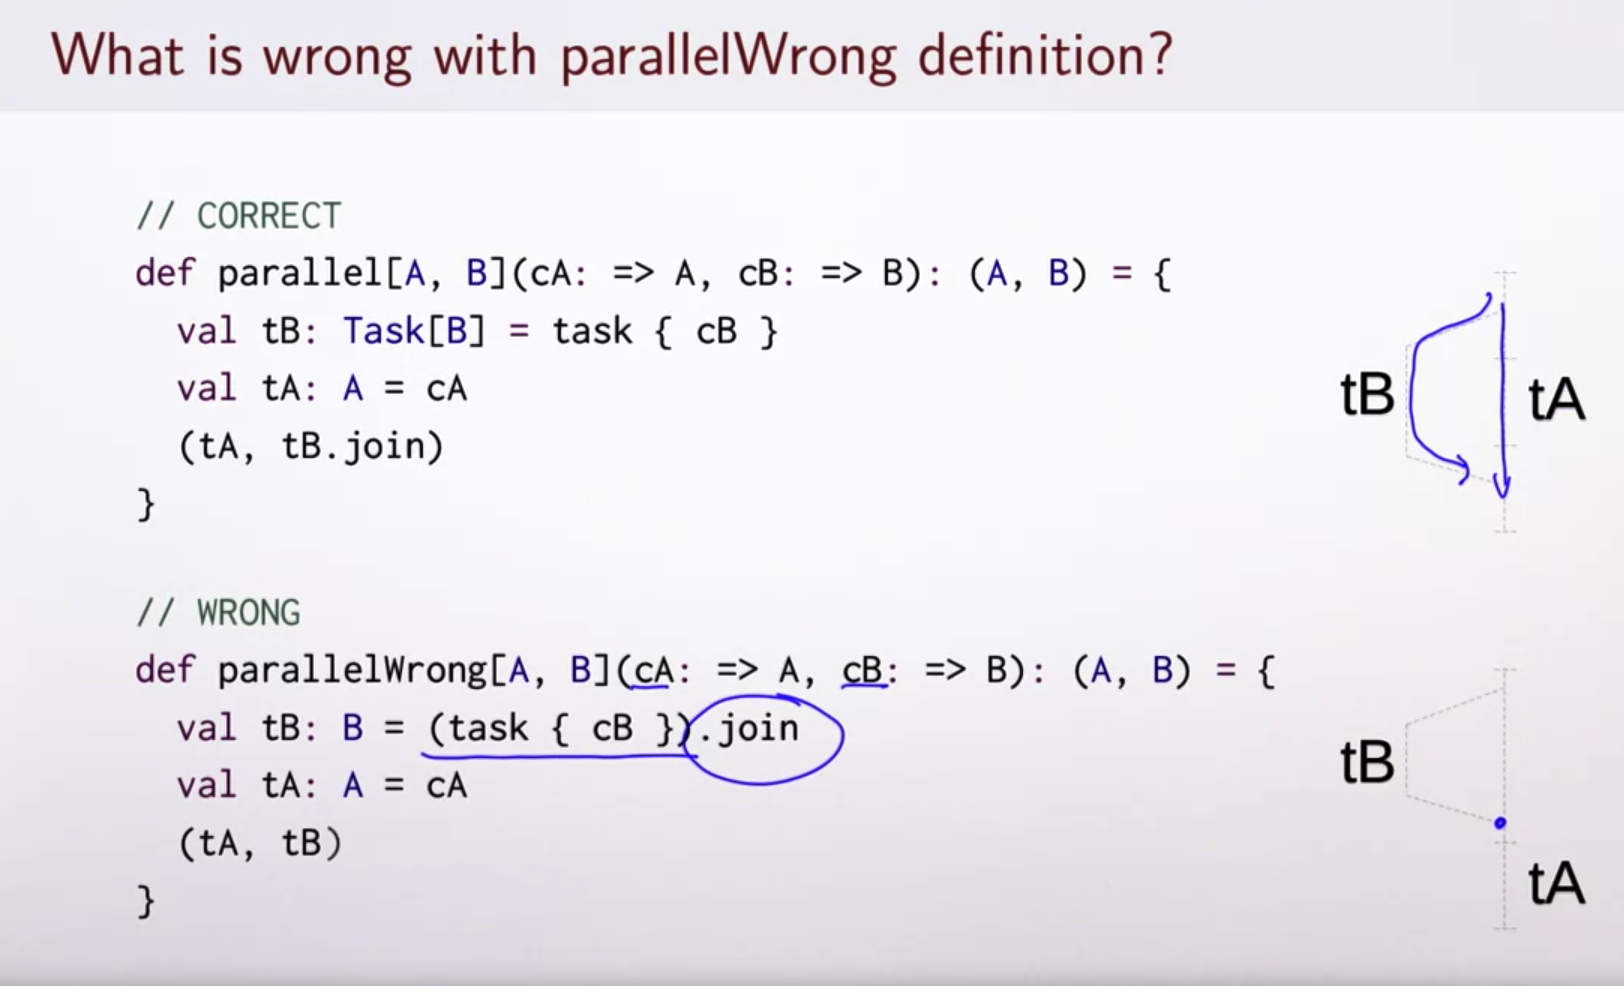 What is wrong with parallelWrong definition?
// CORRECT
def parallel[A, B](cA: => A, cB: => B): (A, B) = {
  val tB: Task[B] = task { cB }
  val tA: A = cA
  (tA, tB.join)
}
tB
tA
// WRONG
def parallelWrong[A, B](cA: => A, cB: => B): (A, B) = {
  val tB: B = (task { cB }).join
  val tA: A = cA
  (tA, tB)
}
tB
tA